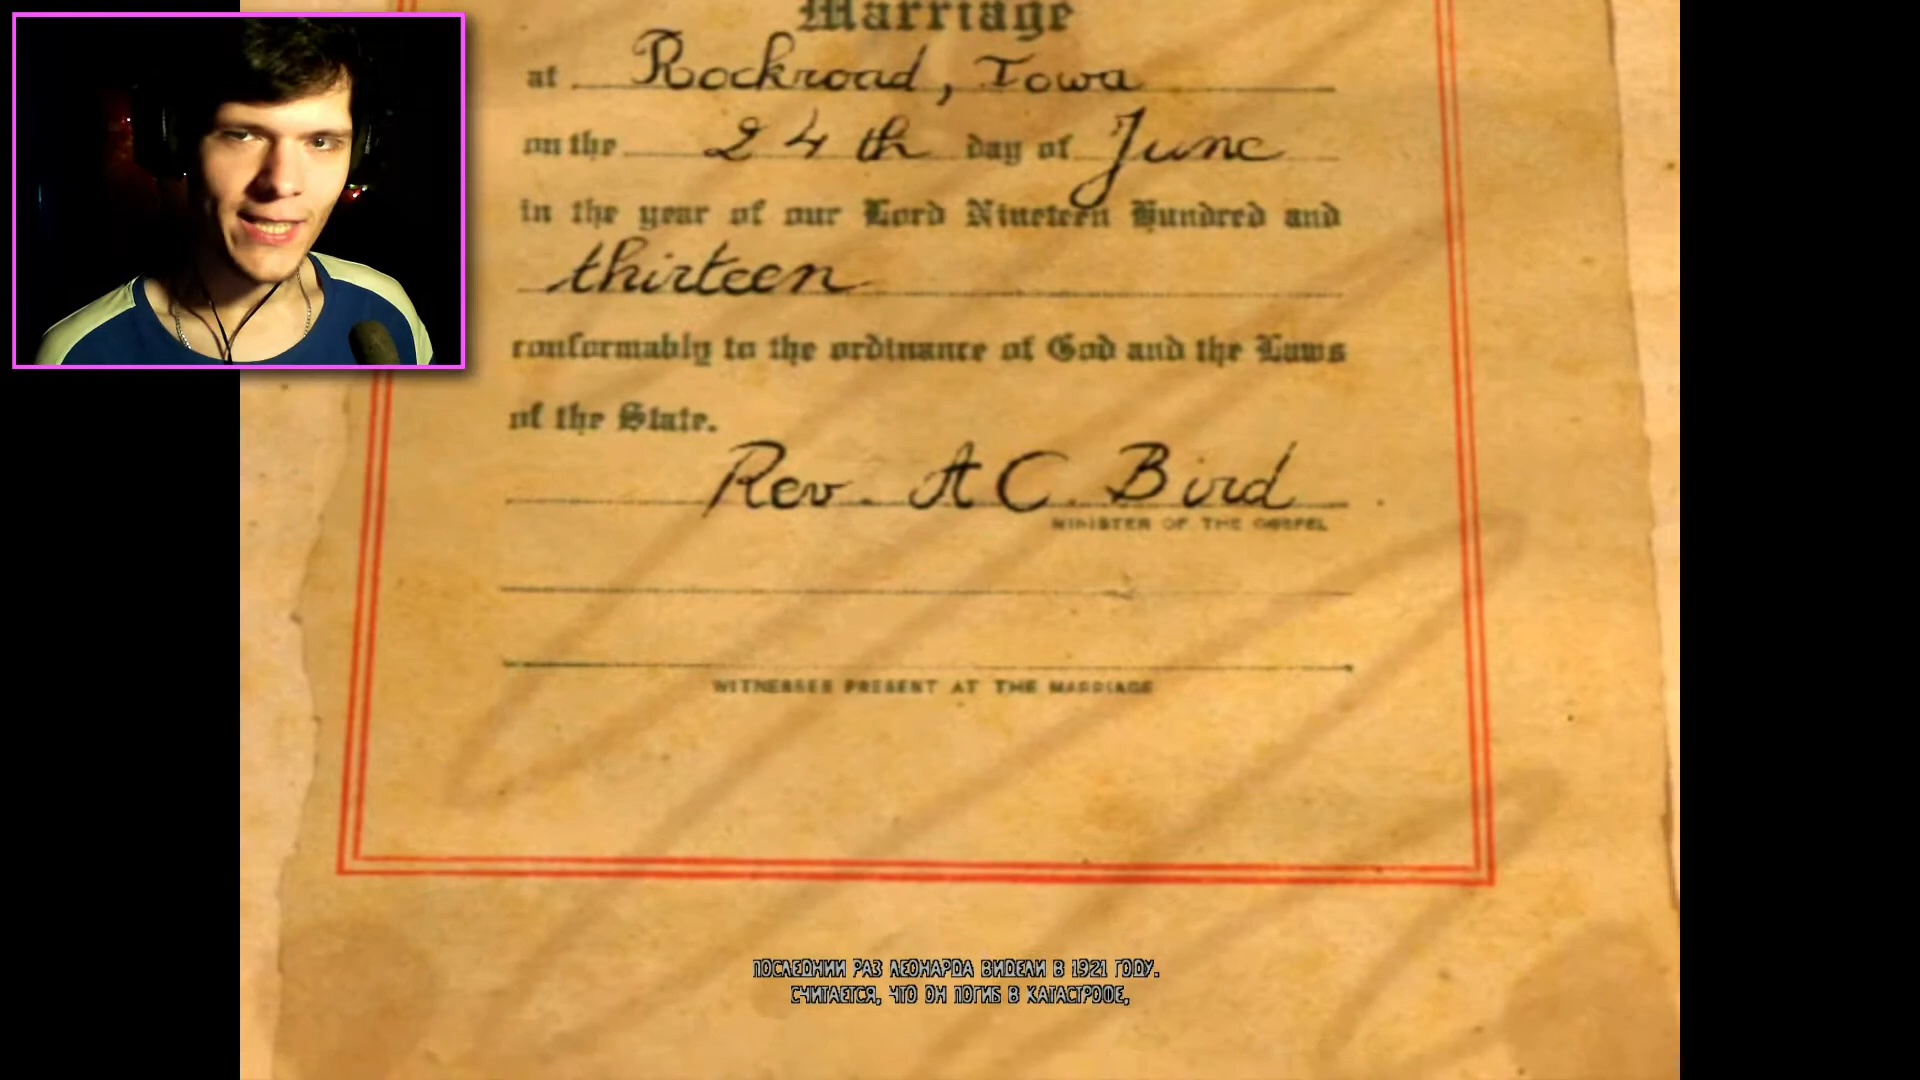 Marriage
at Rockroad, Iowa
on the 24th day of June
in the year of our Lord Nineteen Hundred and
thirteen
conformably to the ordinance of God and the Laws
of the State.
Rev. A C. Bird
MINISTER OF THE GOSPEL
WITNESSES PRESENT AT THE MARRIAGE
ПОСЛЕДНИЙ РАЗ ЛЕОНАРДА ВИДЕЛИ В 1921 ГОДУ.
СЧИТАЕТСЯ, ЧТО ОН ПОГИБ В КАТАСТРОФЕ,